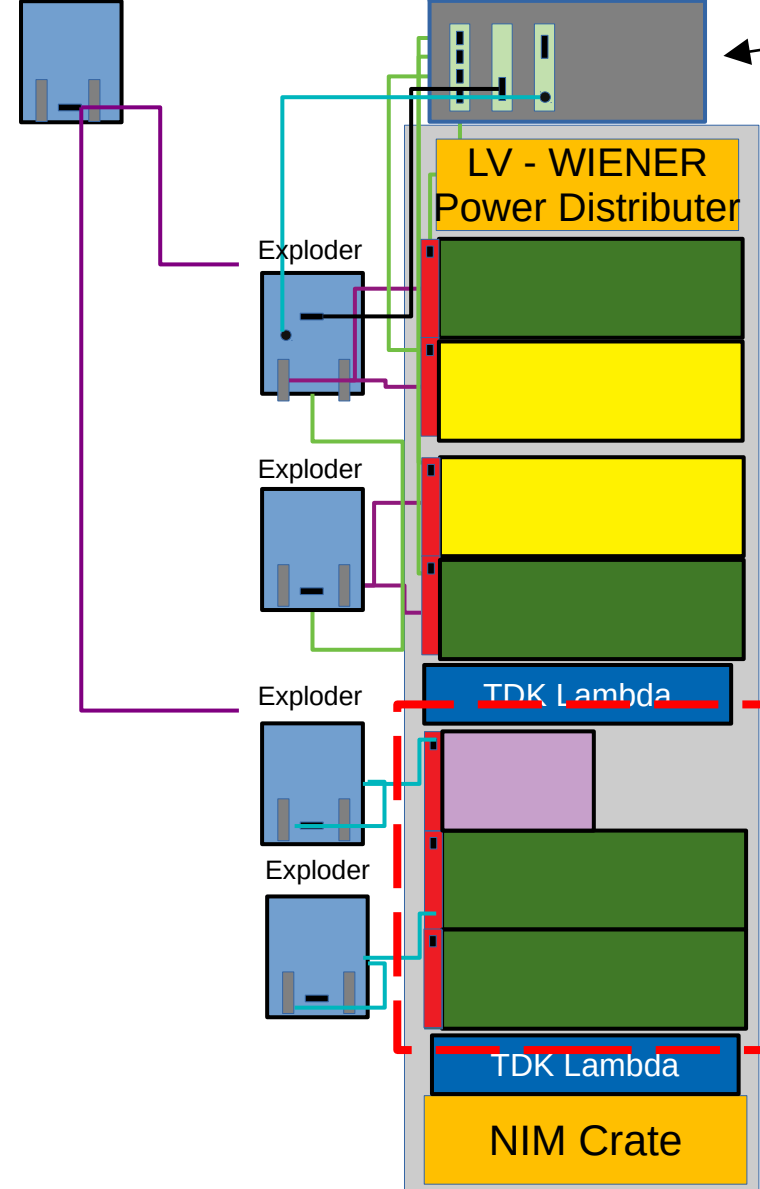 LV - WIENER
Power Distributer
Exploder
Exploder
TDK Lambda
Exploder
Exploder
TDK Lambda
NIM Crate